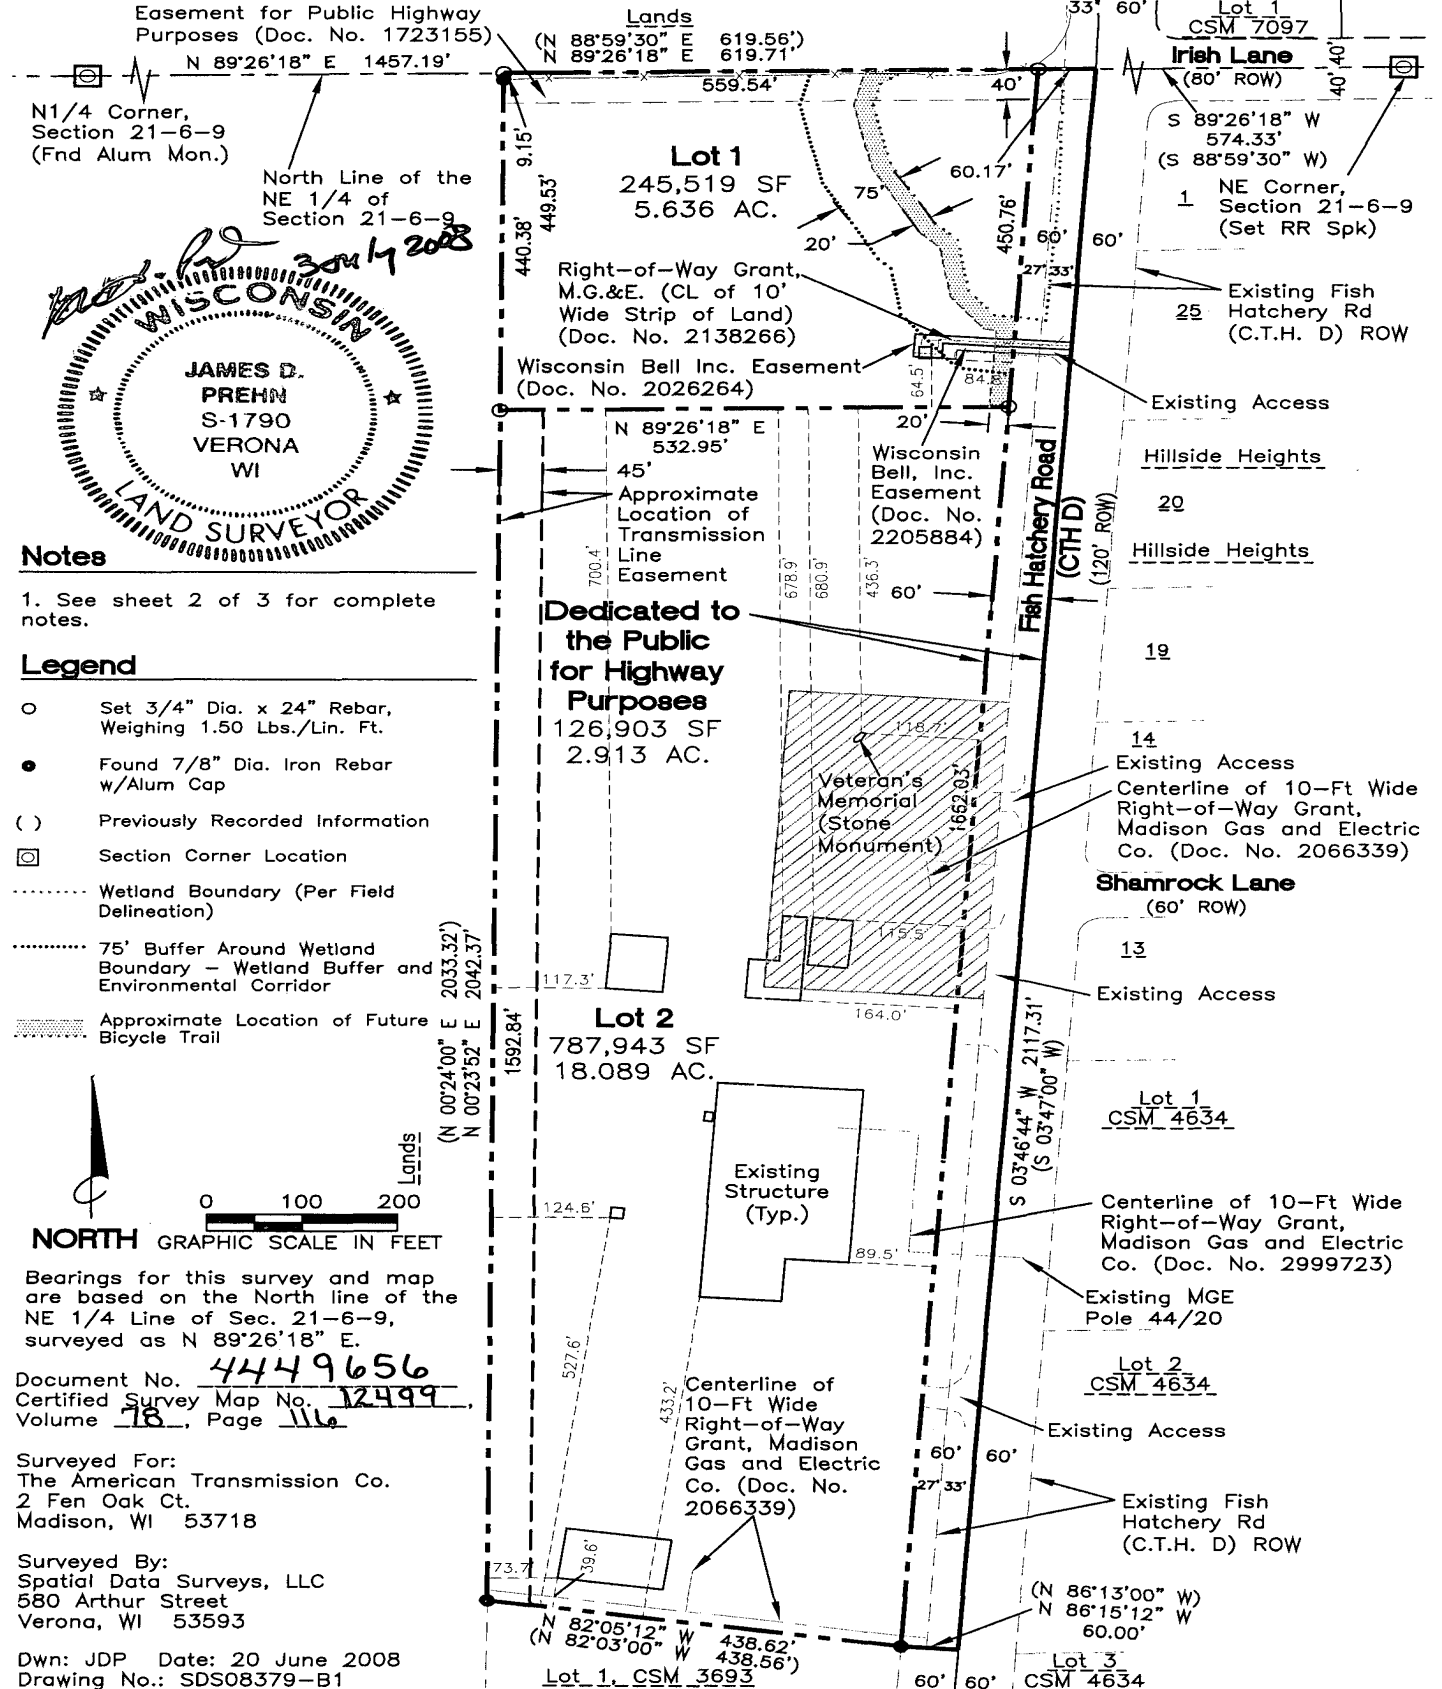 Easement for Public Highway
Purposes (Doc. No. 1723155)
Lands
(N 88°59'30" E 619.56')
N 89°26'18" E 619.71'
N 89°26'18" E 1457.19'
559.54'
40'
33' 60'
Lot 1
CSM 7097
Irish Lane
(80' ROW)
40' 40'
N1/4 Corner,
Section 21-6-9
(Fnd Alum Mon.)
North Line of the
NE 1/4 of
Section 21-6-9
S 89°26'18" W
574.33'
(S 88°59'30" W)
1
NE Corner,
Section 21-6-9
(Set RR Spk)
9.15'
449.53'
440.38'
Lot 1
245,519 SF
5.636 AC.
75'
20'
60.17'
450.76'
60' 60'
27' 33'
3 July 2008
WISCONSIN
JAMES D.
PREHN
S-1790
VERONA
WI
LAND SURVEYOR
Right-of-Way Grant,
M.G.&E. (CL of 10'
Wide Strip of Land)
(Doc. No. 2138266)
Wisconsin Bell Inc. Easement
(Doc. No. 2026264)
64.5'
84.8'
Existing Fish
Hatchery Rd
(C.T.H. D) ROW
25
Existing Access
N 89°26'18" E
532.95'
20'
45'
Approximate
Location of
Transmission
Line
Easement
Wisconsin
Bell, Inc.
Easement
(Doc. No.
2205884)
Fish Hatchery Road
(CTH D)
(120' ROW)
Hillside Heights
20
Hillside Heights
700.4'
678.9'
680.9'
436.3'
60'
Notes
1. See sheet 2 of 3 for complete
notes.
Dedicated to
the Public
for Highway
Purposes
126,903 SF
2.913 AC.
19
Legend
Set 3/4" Dia. x 24" Rebar,
Weighing 1.50 Lbs./Lin. Ft.
Found 7/8" Dia. Iron Rebar
w/Alum Cap
( ) Previously Recorded Information
Section Corner Location
Wetland Boundary (Per Field
Delineation)
75' Buffer Around Wetland
Boundary - Wetland Buffer and
Environmental Corridor
Approximate Location of Future
Bicycle Trail
118.7'
Veteran's
Memorial
(Stone
Monument)
1662.03'
14
Existing Access
Centerline of 10-Ft Wide
Right-of-Way Grant,
Madison Gas and Electric
Co. (Doc. No. 2066339)
Shamrock Lane
(60' ROW)
13
Existing Access
115.5'
164.0'
117.3'
(N 00°24'00" E 2033.32')
N 00°23'52" E 2042.37'
1592.84'
Lot 2
787,943 SF
18.089 AC.
S 03°46'44" W 2117.31'
(S 03°47'00" W)
Lot 1
CSM 4634
Lands
0 100 200
NORTH GRAPHIC SCALE IN FEET
Existing
Structure
(Typ.)
124.6'
89.5'
527.6'
433.2'
Centerline of 10-Ft Wide
Right-of-Way Grant,
Madison Gas and Electric
Co. (Doc. No. 2999723)
Existing MGE
Pole 44/20
Bearings for this survey and map
are based on the North line of the
NE 1/4 Line of Sec. 21-6-9,
surveyed as N 89°26'18" E.
Document No. 4449656
Certified Survey Map No. 12499,
Volume 78, Page 116
Surveyed For:
The American Transmission Co.
2 Fen Oak Ct.
Madison, WI 53718
Surveyed By:
Spatial Data Surveys, LLC
580 Arthur Street
Verona, WI 53593
Dwn: JDP Date: 20 June 2008
Drawing No.: SDS08379-B1
Centerline of
10-Ft Wide
Right-of-Way
Grant, Madison
Gas and Electric
Co. (Doc. No.
2066339)
Lot 2
CSM 4634
Existing Access
60' 60'
27' 33'
Existing Fish
Hatchery Rd
(C.T.H. D) ROW
73.7'
39.6'
N 82°05'12" W 438.62'
(N 82°03'00" W 438.56')
Lot 1, CSM 3693
(N 86°13'00" W)
N 86°15'12" W
60.00'
60' 60'
Lot 3
CSM 4634